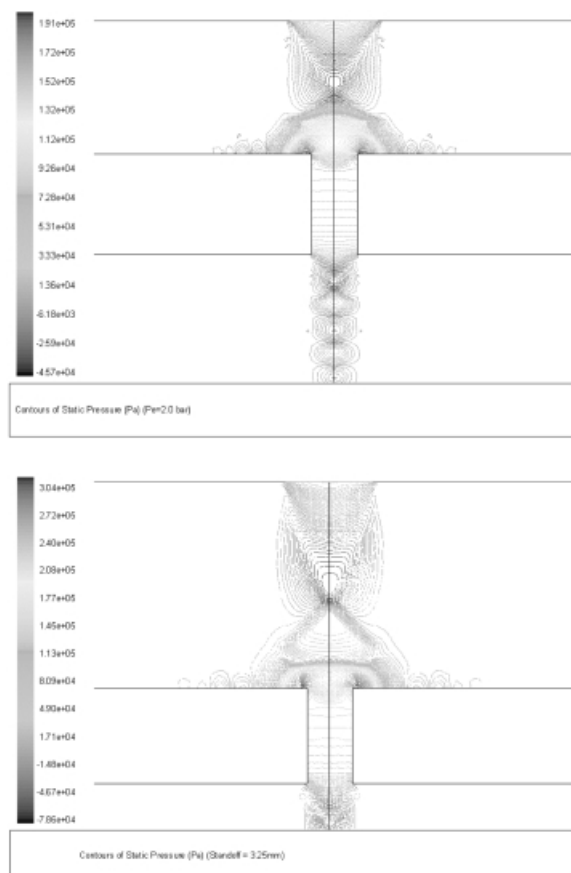 1.91e+05
1.72e+05
1.52e+05
1.32e+05
1.12e+05
9.26e+04
7.28e+04
5.31e+04
3.33e+04
1.36e+04
-6.18e+03
-2.59e+04
-4.57e+04
Contours of Static Pressure (Pa) (Pe=2.0 bar)
3.04e+05
2.72e+05
2.40e+05
2.08e+05
1.77e+05
1.45e+05
1.13e+05
8.09e+04
4.90e+04
1.71e+04
-1.48e+04
-4.67e+04
-7.86e+04
Contours of Static Pressure (Pa) (Standoff = 3.25mm)